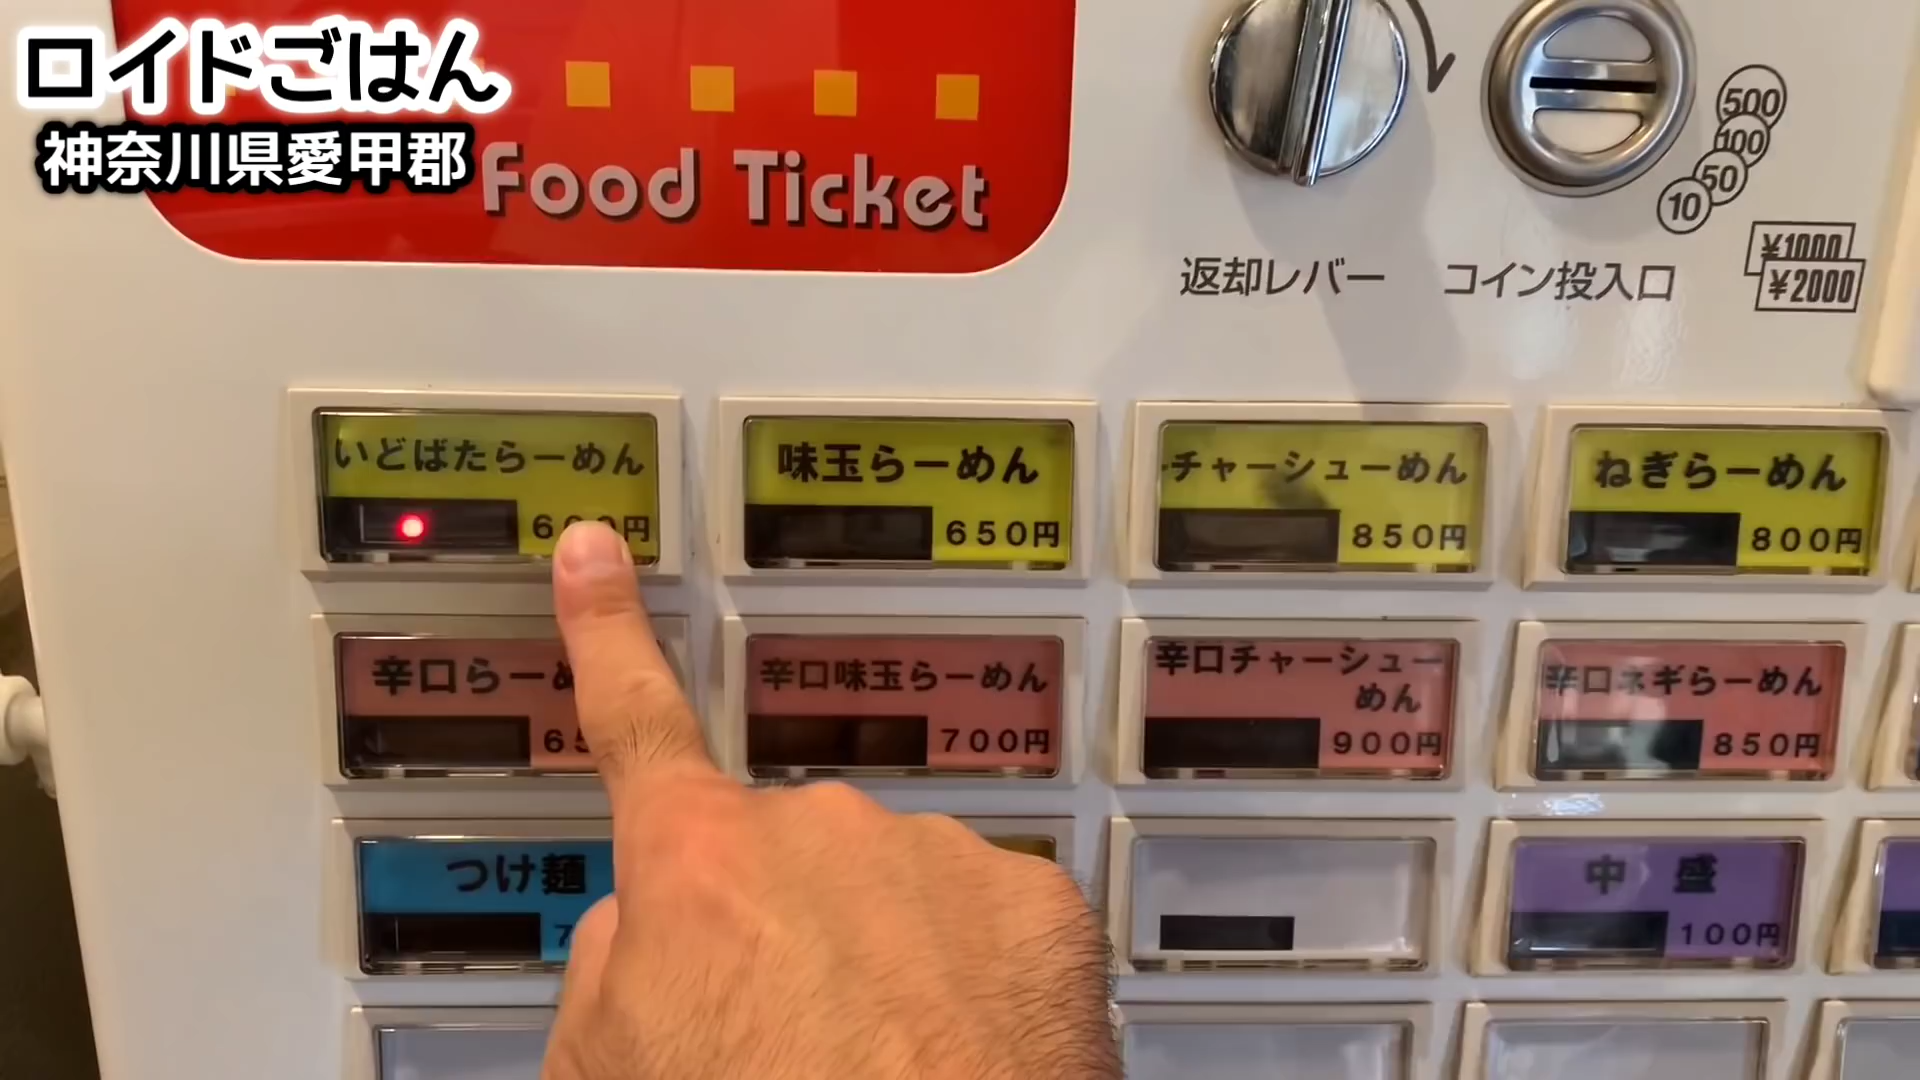 ロイドごはん
神奈川県愛甲郡
Food Ticket
500
100
50
10
¥1000
¥2000
返却レバー
コイン投入口
いどばたらーめん
円
味玉らーめん
650円
チャーシューめん
850円
ねぎらーめん
800円
辛口らー
辛口味玉らーめん
700円
辛口チャーシュー
めん
900円
辛口ネギらーめん
850円
つけ麺
中 盛
100円